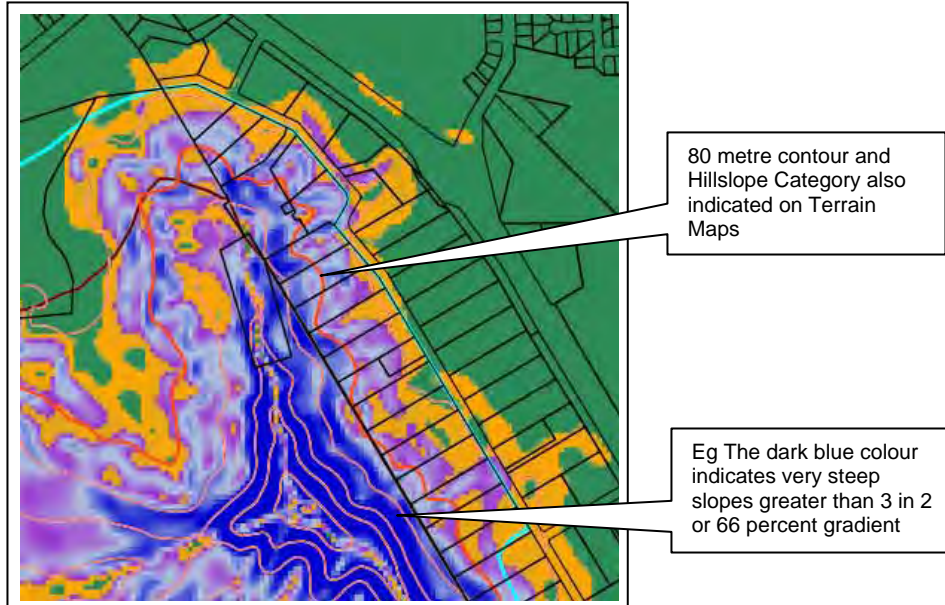 80 metre contour and
Hillslope Category also
indicated on Terrain
Maps
Eg The dark blue colour
indicates very steep
slopes greater than 3 in 2
or 66 percent gradient